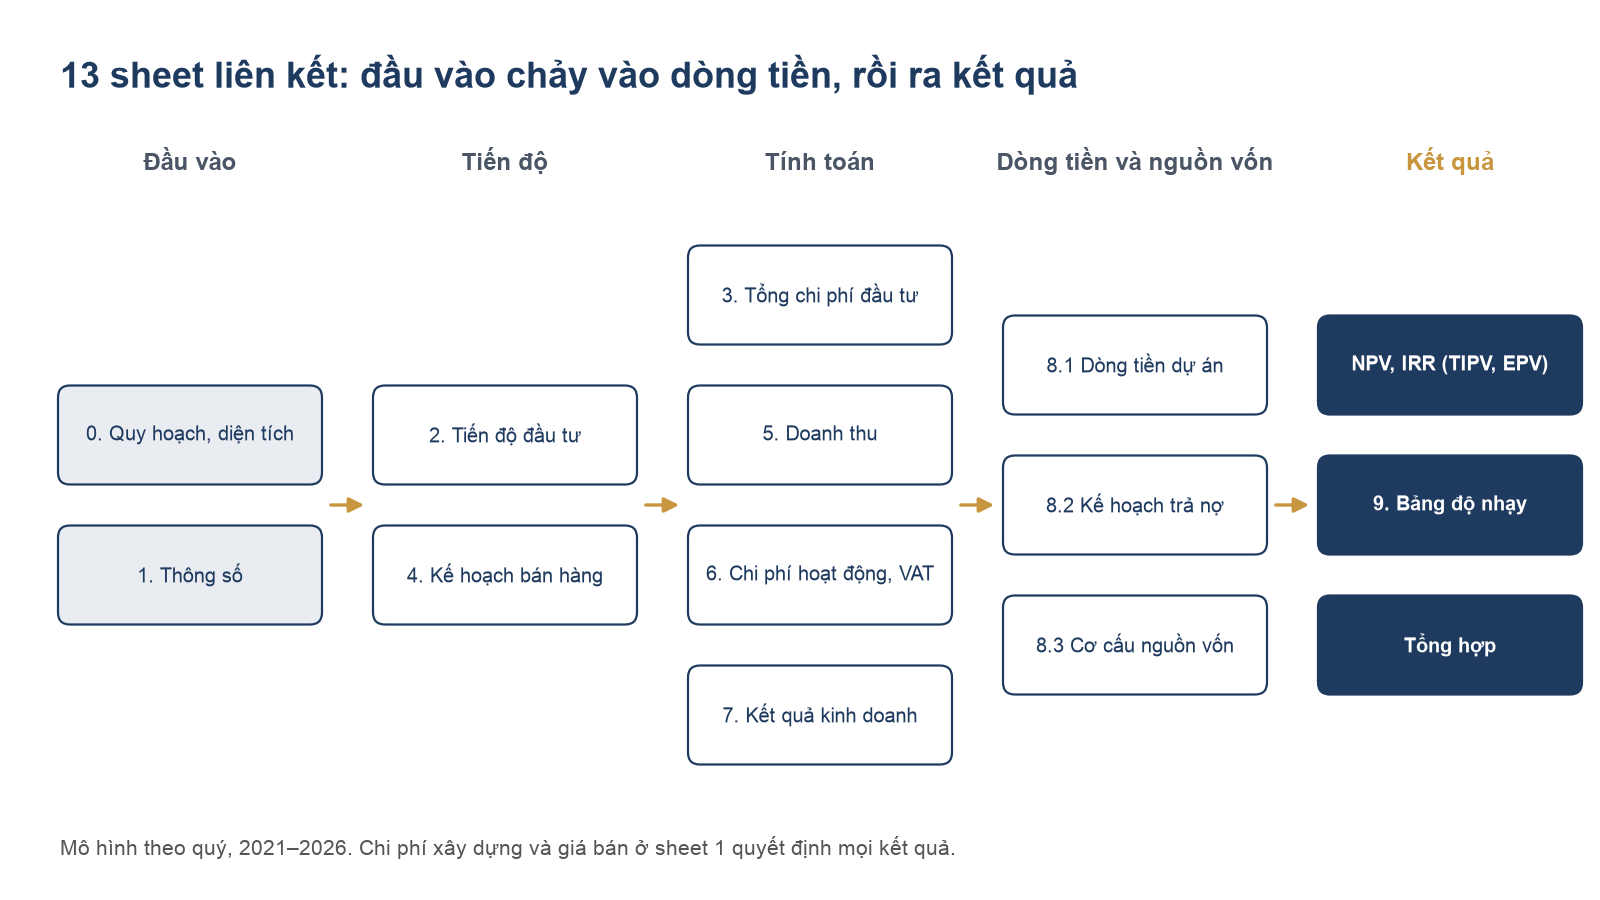 13 sheet liên kết: đầu vào chảy vào dòng tiền, rồi ra kết quả
Đầu vào
Tiến độ
Tính toán
Dòng tiền và nguồn vốn
Kết quả
0. Quy hoạch, diện tích
1. Thông số
2. Tiến độ đầu tư
4. Kế hoạch bán hàng
3. Tổng chi phí đầu tư
5. Doanh thu
6. Chi phí hoạt động, VAT
7. Kết quả kinh doanh
8.1 Dòng tiền dự án
8.2 Kế hoạch trả nợ
8.3 Cơ cấu nguồn vốn
NPV, IRR (TIPV, EPV)
9. Bảng độ nhạy
Tổng hợp
Mô hình theo quý, 2021–2026. Chi phí xây dựng và giá bán ở sheet 1 quyết định mọi kết quả.